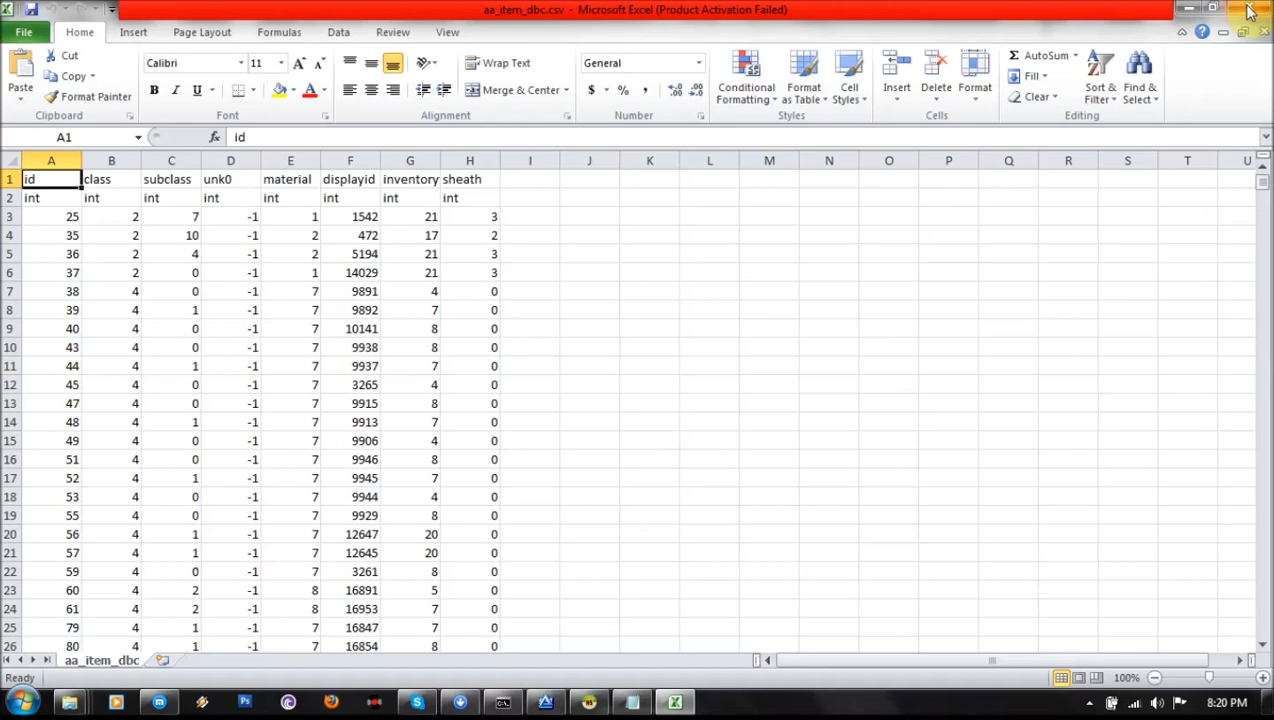 aa_item_dbc.csv - Microsoft Excel (Product Activation Failed)
File Home Insert Page Layout Formulas Data Review View
Paste Cut Copy Format Painter Clipboard
Calibri 11 B I U A Font
Wrap Text Merge & Center Alignment
General $ % , Number
Conditional Formatting Format as Table Cell Styles Styles
Insert Delete Format Cells
Σ AutoSum Fill Clear Sort & Filter Find & Select Editing
A1 fx id
A B C D E F G H I J K L M N O P Q R S T U
1 id class subclass unk0 material displayid inventory sheath
2 int int int int int int int int
3 25 2 7 -1 1 1542 21 3
4 35 2 10 -1 2 472 17 2
5 36 2 4 -1 2 5194 21 3
6 37 2 0 -1 1 14029 21 3
7 38 4 0 -1 7 9891 4 0
8 39 4 1 -1 7 9892 7 0
9 40 4 0 -1 7 10141 8 0
10 43 4 0 -1 7 9938 8 0
11 44 4 1 -1 7 9937 7 0
12 45 4 0 -1 7 3265 4 0
13 47 4 0 -1 7 9915 8 0
14 48 4 1 -1 7 9913 7 0
15 49 4 0 -1 7 9906 4 0
16 51 4 0 -1 7 9946 8 0
17 52 4 1 -1 7 9945 7 0
18 53 4 0 -1 7 9944 4 0
19 55 4 0 -1 7 9929 8 0
20 56 4 1 -1 7 12647 20 0
21 57 4 1 -1 7 12645 20 0
22 59 4 0 -1 7 3261 8 0
23 60 4 2 -1 8 16891 5 0
24 61 4 2 -1 8 16953 7 0
25 79 4 1 -1 7 16847 7 0
26 80 4 1 -1 7 16854 8 0
aa_item_dbc
Ready 100%
8:20 PM